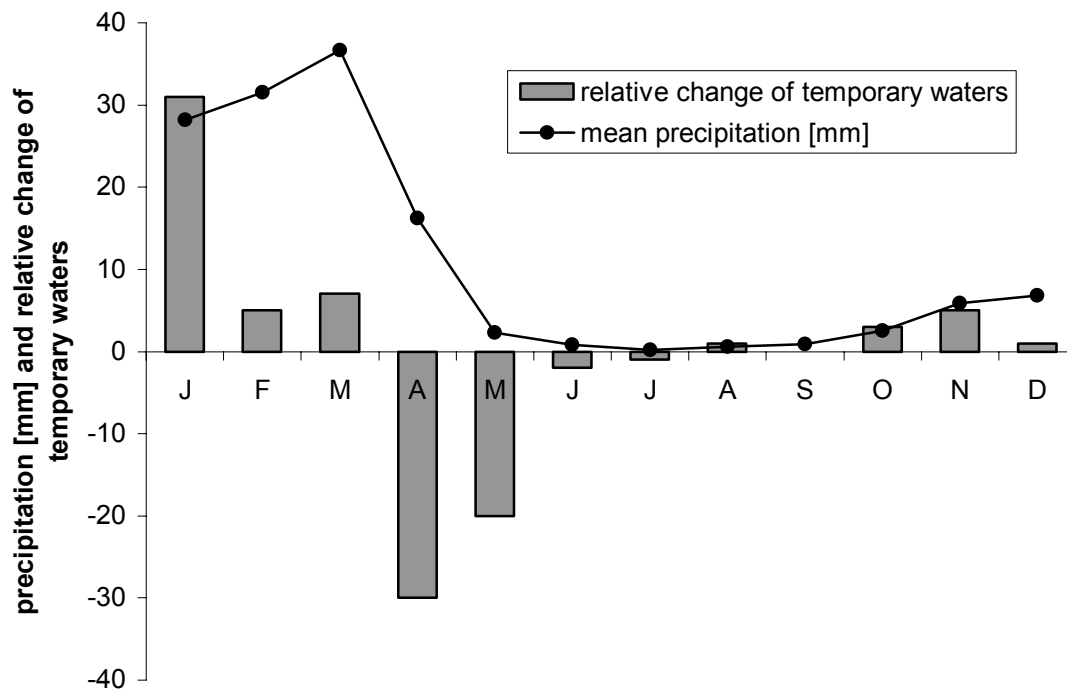 precipitation [mm] and relative change of
temporary waters
40
30
20
10
0
-10
-20
-30
-40
relative change of temporary waters
mean precipitation [mm]
J F M A M J J A S O N D